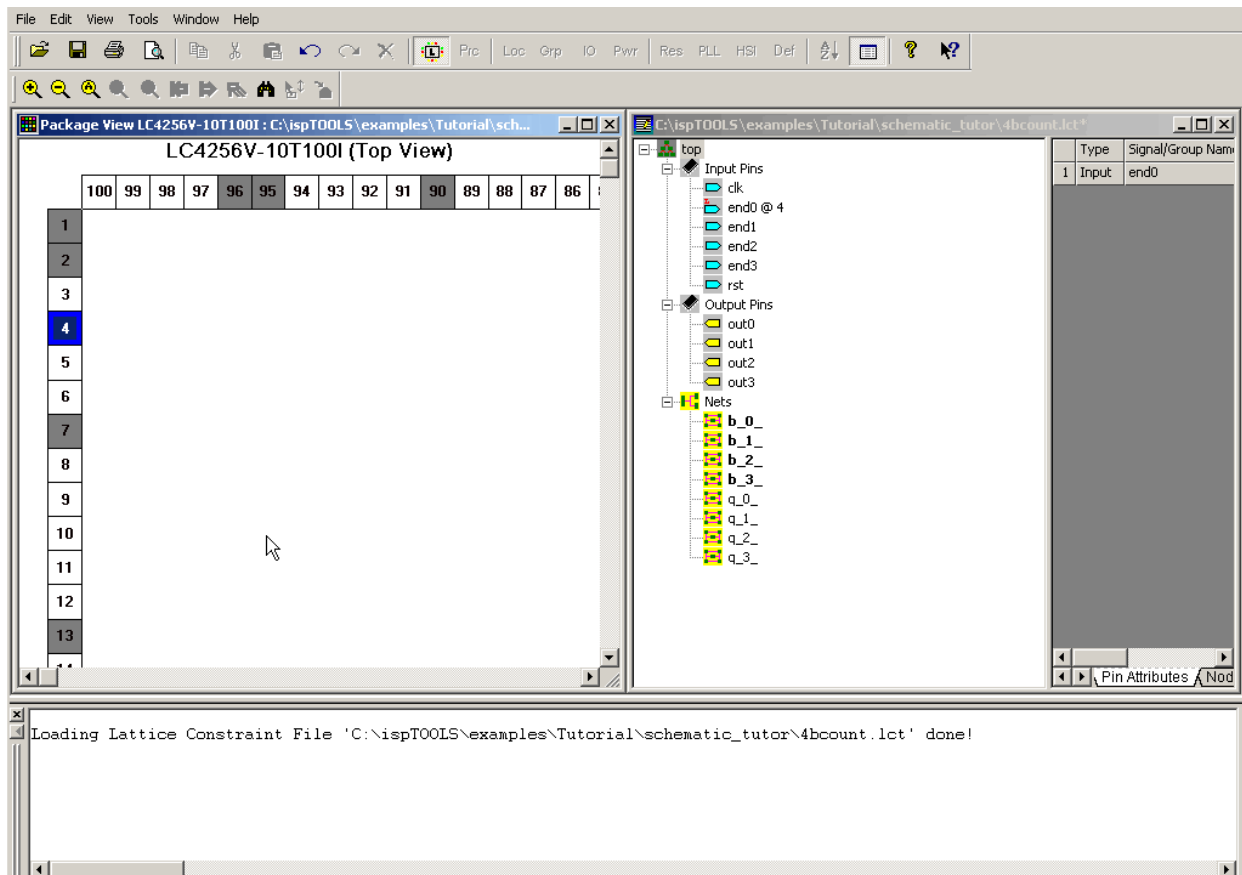 File Edit View Tools Window Help
Prc Loc Grp IO Pwr Res PLL HSI Def
Package View LC4256V-10T100I : C:\ispTOOLS\examples\Tutorial\sch...
LC4256V-10T100I (Top View)
100 99 98 97 96 95 94 93 92 91 90 89 88 87 86
1
2
3
4
5
6
7
8
9
10
11
12
13
C:\ispTOOLS\examples\Tutorial\schematic_tutor\4bcount.lct*
top
Input Pins
clk
end0 @ 4
end1
end2
end3
rst
Output Pins
out0
out1
out2
out3
Nets
b_0_
b_1_
b_2_
b_3_
q_0_
q_1_
q_2_
q_3_
Type Signal/Group Nam
1 Input end0
Pin Attributes Nod
Loading Lattice Constraint File 'C:\ispTOOLS\examples\Tutorial\schematic_tutor\4bcount.lct' done!